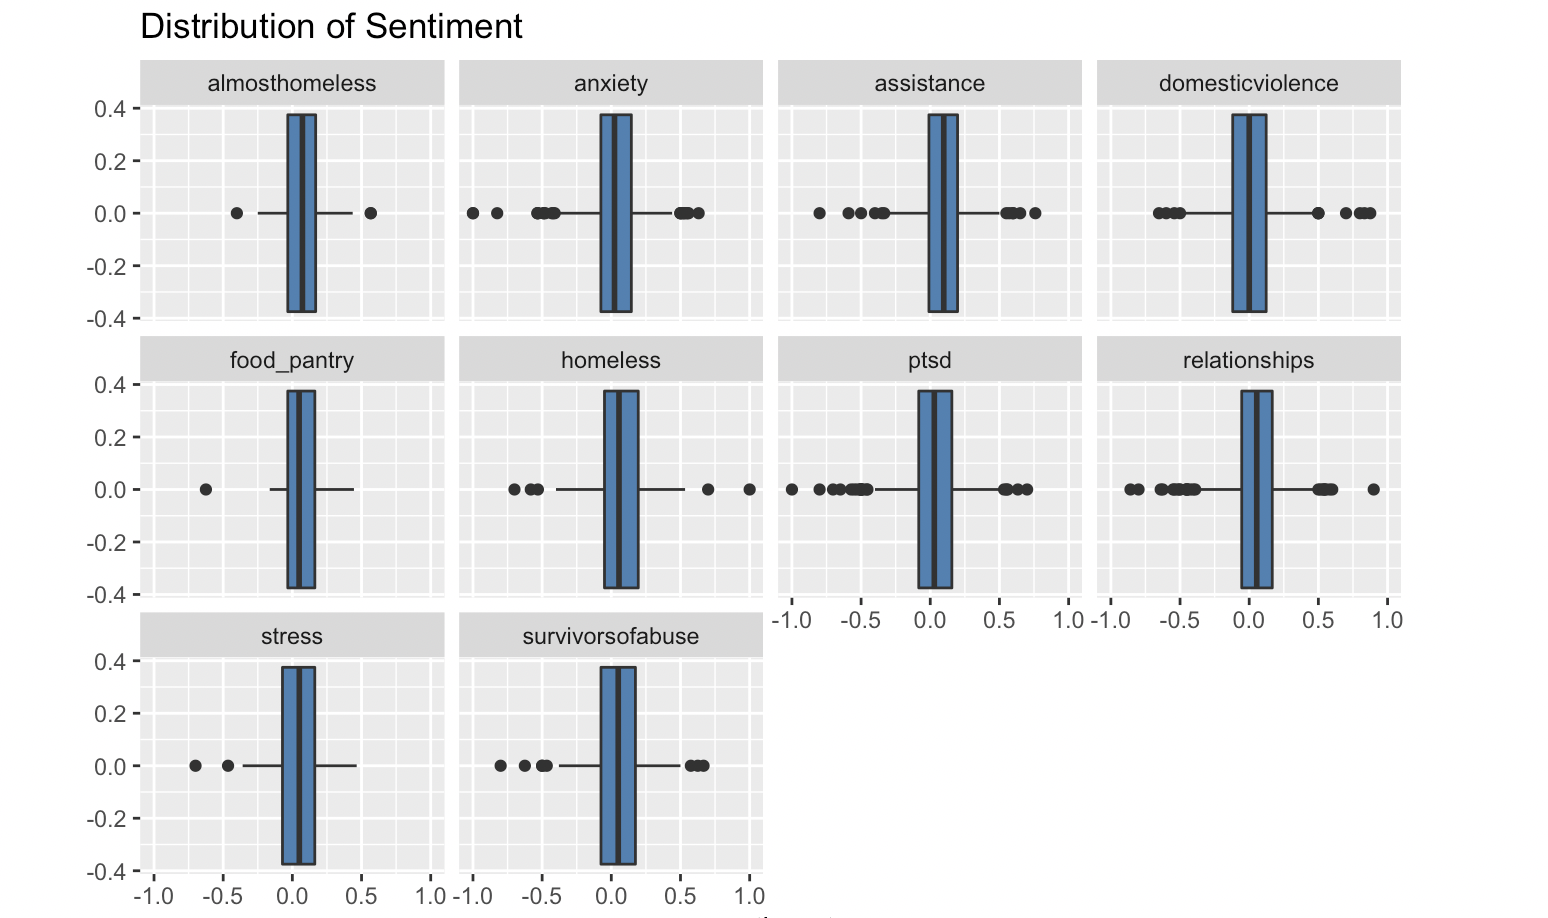 Distribution of Sentiment
almosthomeless anxiety assistance domesticviolence
0.4
0.2
0.0
-0.2
-0.4
food_pantry homeless ptsd relationships
0.4
0.2
0.0
-0.2
-0.4
-1.0 -0.5 0.0 0.5 1.0 -1.0 -0.5 0.0 0.5 1.0
stress survivorsofabuse
0.4
0.2
0.0
-0.2
-0.4
-1.0 -0.5 0.0 0.5 1.0 -1.0 -0.5 0.0 0.5 1.0